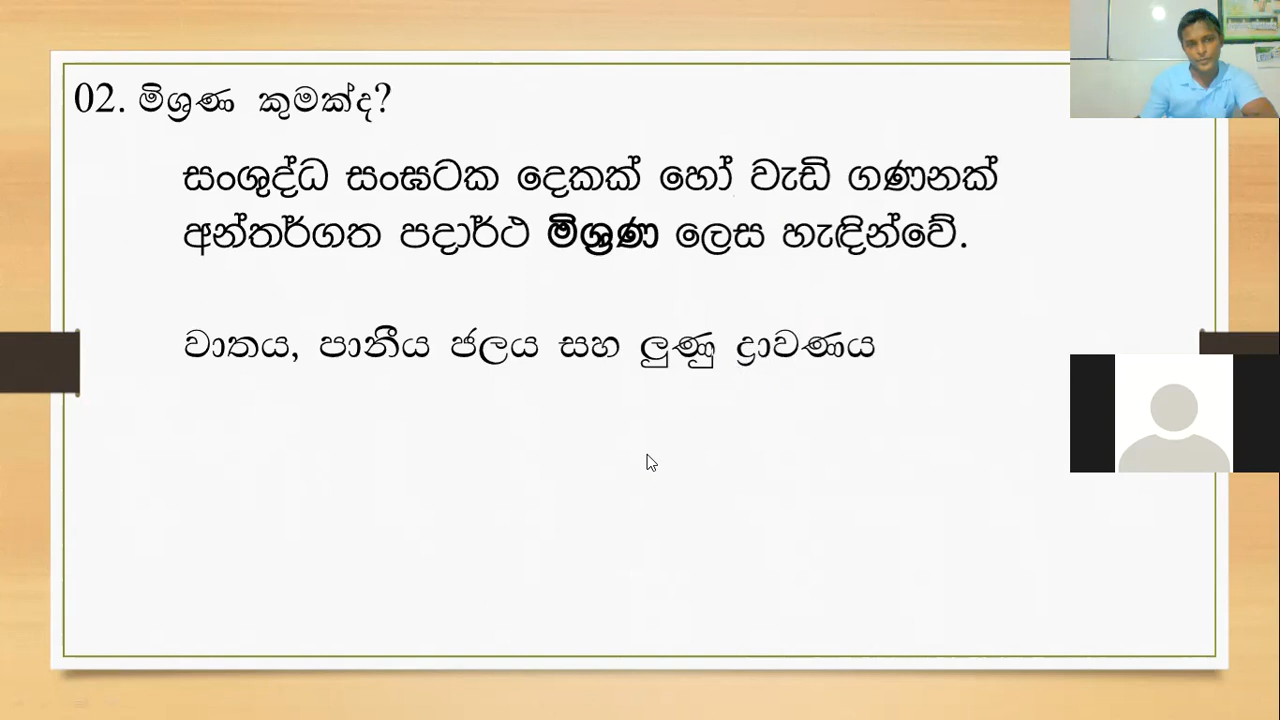 02. මිශ්‍රණ කුමක්ද?
සංශුද්ධ සංඝටක දෙකක් හෝ වැඩි ගණනක්
අන්තර්ගත පදාර්ථ මිශ්‍රණ ලෙස හැඳින්වේ.
වාතය, පානීය ජලය සහ ලුණු ද්‍රාවණය